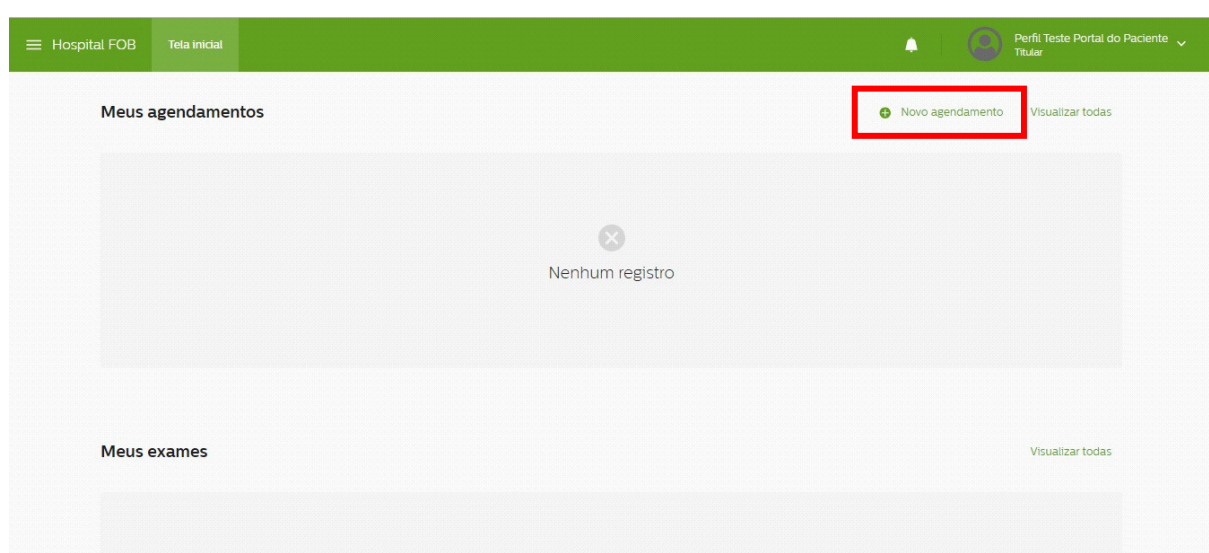 Hospital FOB
Tela inicial
Perfil Teste Portal do Paciente
Titular
Meus agendamentos
Novo agendamento
Visualizar todas
Nenhum registro
Meus exames
Visualizar todas